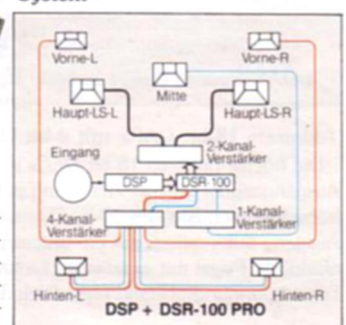 System
Vorne-L
Vorne-R
Mitte
Haupt-LS-L
Haupt-LS-R
Eingang
2-Kanal-
Verstärker
DSP
DSR-100
4-Kanal-
Verstärker
1-Kanal-
Verstärker
Hinten-L
Hinten-R
DSP + DSR-100 PRO